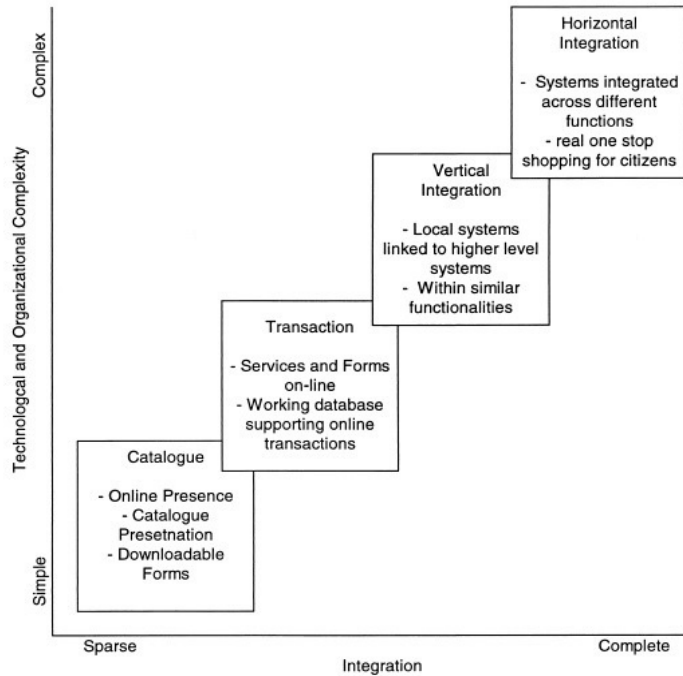 Horizontal
Integration
- Systems integrated
across different
functions
- real one stop
shopping for citizens
Vertical
Integration
- Local systems
linked to higher level
systems
- Within similar
functionalities
Transaction
- Services and Forms
on-line
- Working database
supporting online
transactions
Catalogue
- Online Presence
- Catalogue
Presetnation
- Downloadable
Forms
Complex
Technologcal and Organizational Complexity
Simple
Sparse
Complete
Integration